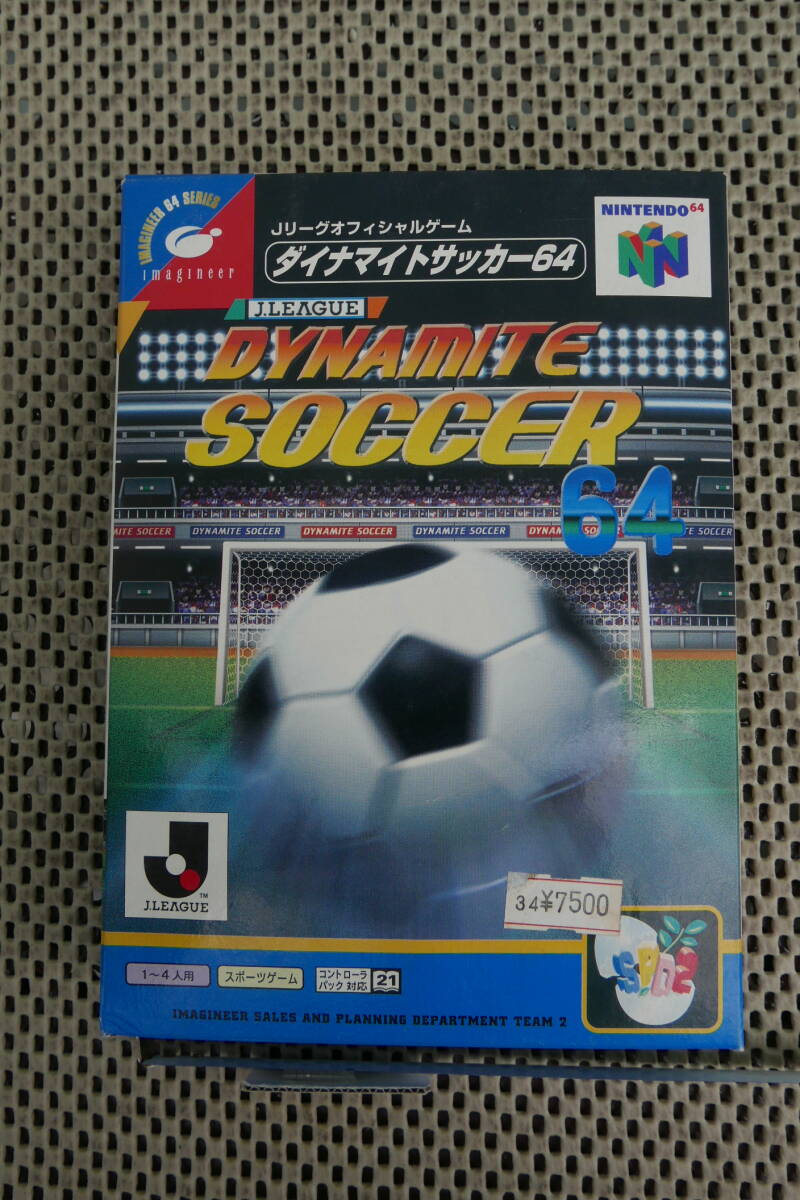 IMAGINEER 64 SERIES
imagineer
Jリーグオフィシャルゲーム
ダイナマイトサッカー64
NINTENDO64
J.LEAGUE
DYNAMITE
SOCCER
64
MITE SOCCER DYNAMITE SOCCER DYNAMITE SOCCER DYNAMITE SOCCER
J.LEAGUE™
34¥7500
SPD2
1〜4人用
スポーツゲーム
コントローラ
パック対応 21
IMAGINEER SALES AND PLANNING DEPARTMENT TEAM 2